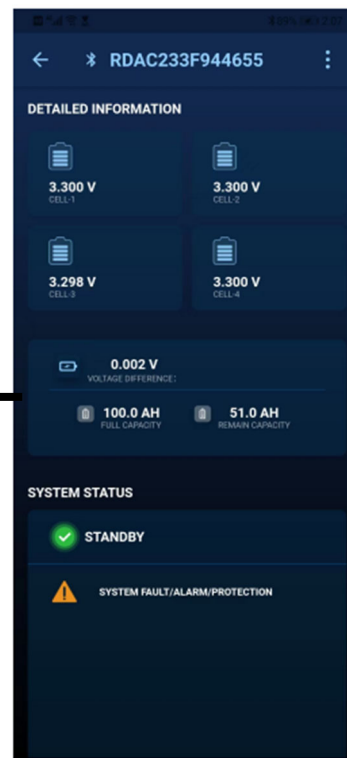 RDAC233F944655
DETAILED INFORMATION
3.300 V
CELL-1
3.300 V
CELL-2
3.298 V
CELL-3
3.300 V
CELL-4
0.002 V
VOLTAGE DIFFERENCE:
100.0 AH
FULL CAPACITY
51.0 AH
REMAIN CAPACITY
SYSTEM STATUS
STANDBY
SYSTEM FAULT/ALARM/PROTECTION